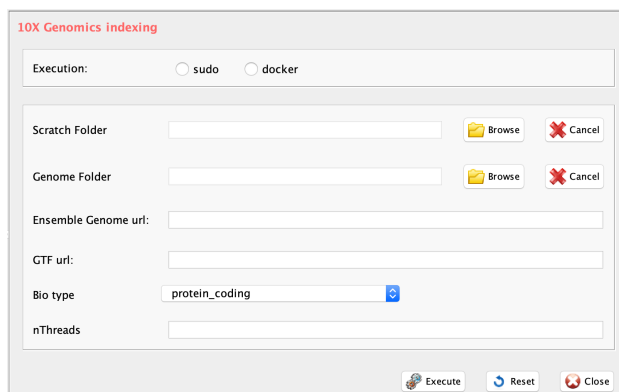 10X Genomics indexing
Execution: sudo docker
Scratch Folder Browse Cancel
Genome Folder Browse Cancel
Ensemble Genome url:
GTF url:
Bio type protein_coding
nThreads
Execute Reset Close